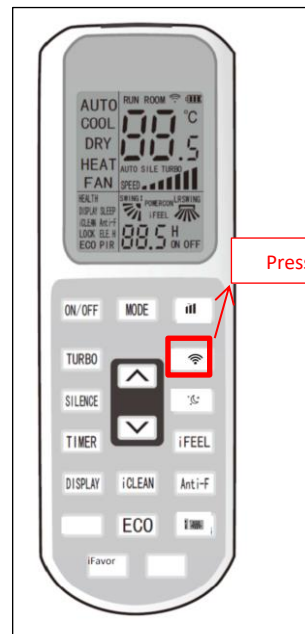 AUTO
RUN ROOM
COOL
88.5 °C
DRY
HEAT
AUTO SILE TURBO
FAN
SPEED
HEALTH
SWING
POWERCON
LRSWING
DISPLAY SLEEP
iFEEL
iCLEAN Anti-F
LOCK ELE.H
88.5 H
ECO PIR
ON OFF
Press
ON/OFF
MODE
TURBO
SILENCE
TIMER
iFEEL
DISPLAY
iCLEAN
Anti-F
ECO
iFavor